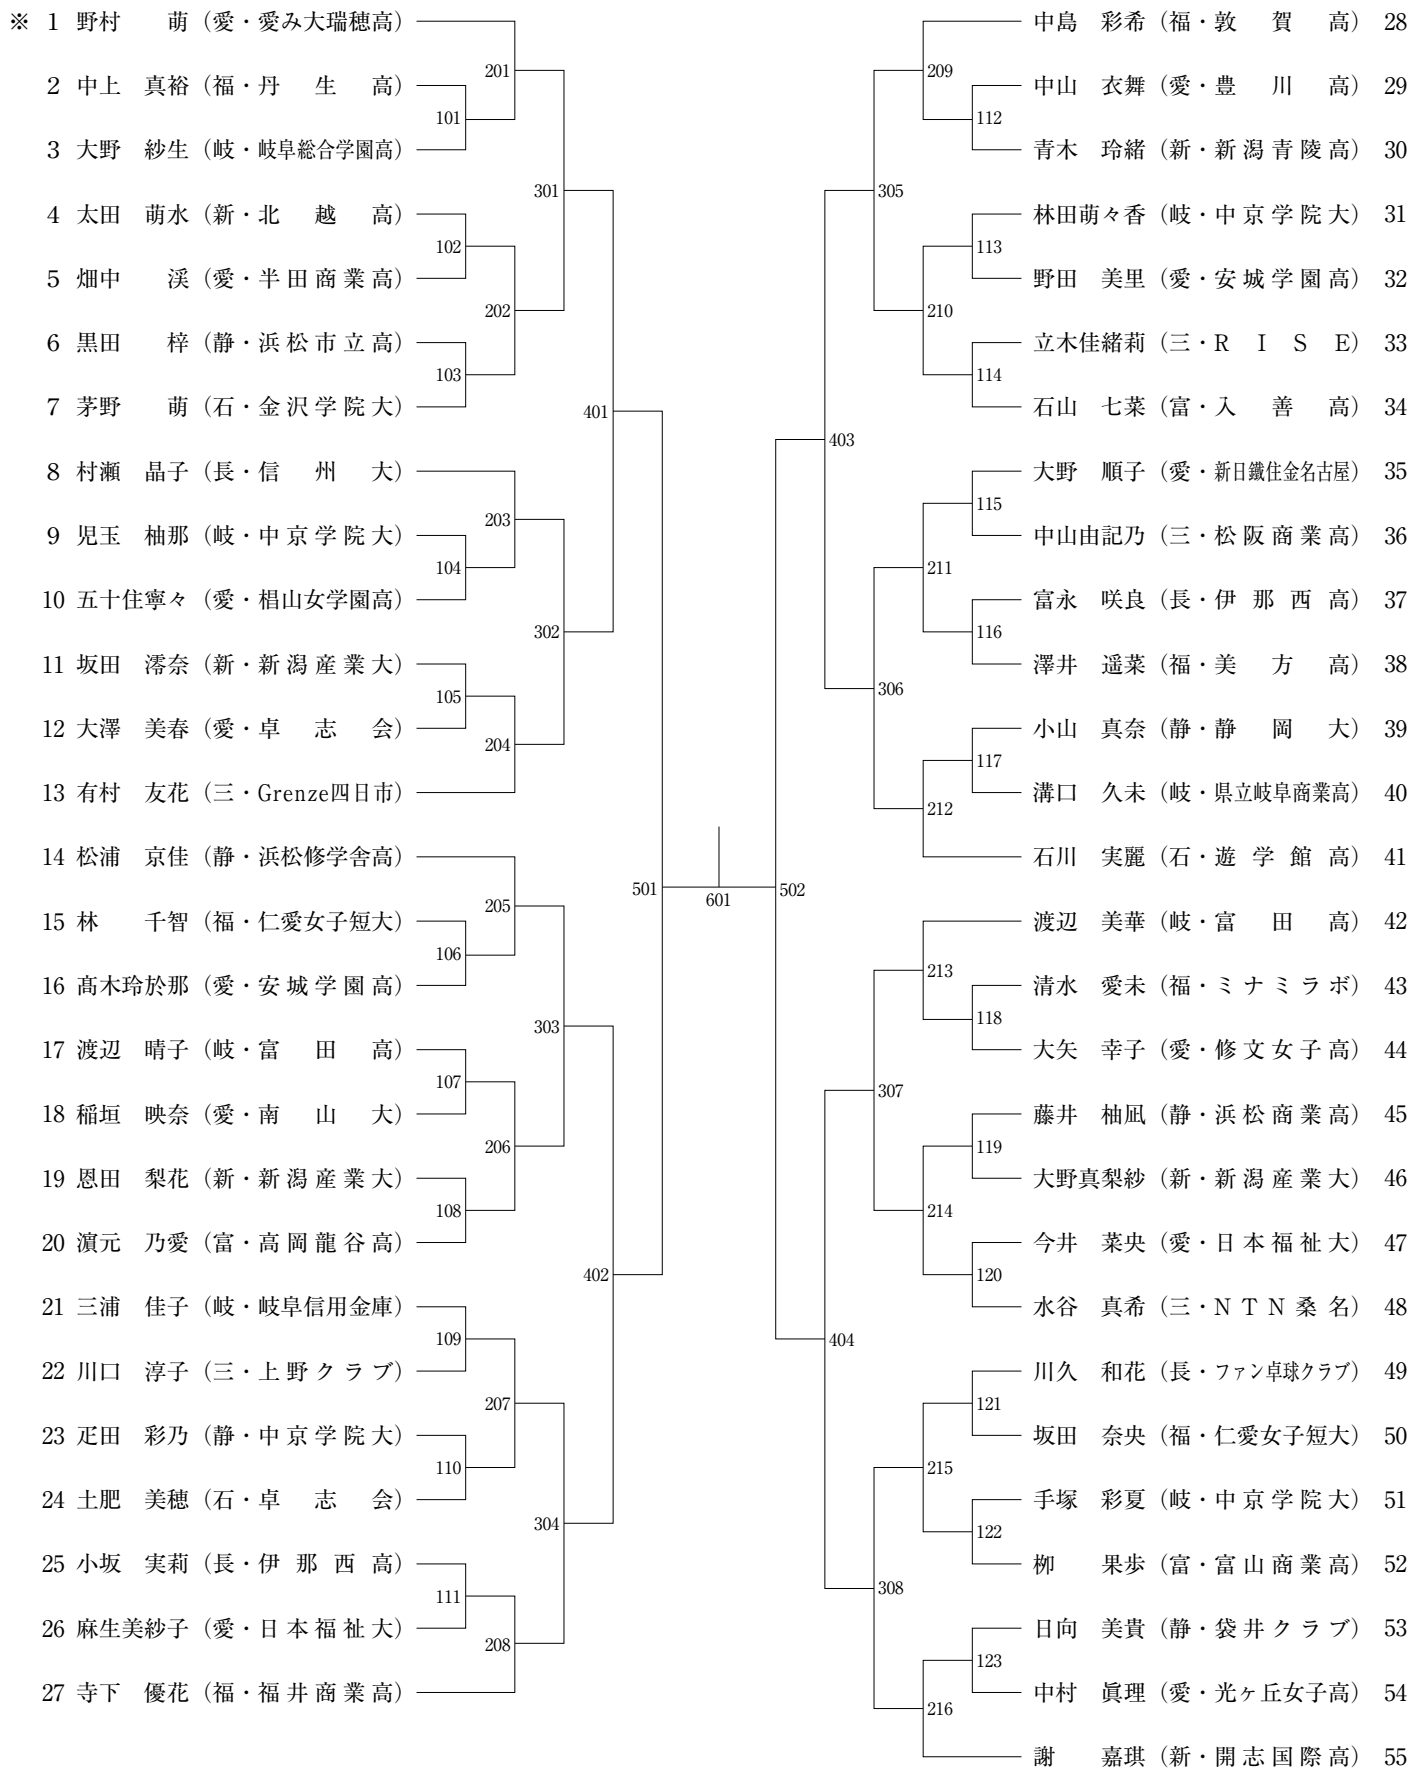 ※ 1 野村 萌（愛・愛み大瑞穂高）
2 中上 真裕（福・丹生高）
3 大野 紗生（岐・岐阜総合学園高）
4 太田 萌水（新・北越高）
5 畑中 渓（愛・半田商業高）
6 黒田 梓（静・浜松市立高）
7 茅野 萌（石・金沢学院大）
8 村瀬 晶子（長・信州大）
9 児玉 柚那（岐・中京学院大）
10 五十住寧々（愛・椙山女学園高）
11 坂田 澪奈（新・新潟産業大）
12 大澤 美春（愛・卓志会）
13 有村 友花（三・Grenze四日市）
14 松浦 京佳（静・浜松修学舎高）
15 林 千智（福・仁愛女子短大）
16 髙木玲於那（愛・安城学園高）
17 渡辺 晴子（岐・富田高）
18 稲垣 映奈（愛・南山大）
19 恩田 梨花（新・新潟産業大）
20 濵元 乃愛（富・高岡龍谷高）
21 三浦 佳子（岐・岐阜信用金庫）
22 川口 淳子（三・上野クラブ）
23 疋田 彩乃（静・中京学院大）
24 土肥 美穂（石・卓志会）
25 小坂 実莉（長・伊那西高）
26 麻生美紗子（愛・日本福祉大）
27 寺下 優花（福・福井商業高）
101
102
103
104
105
106
107
108
109
110
111
201
202
203
204
205
206
207
208
301
302
303
304
401
402
501
601
502
403
404
305
306
307
308
209
210
211
212
213
214
215
216
112
113
114
115
116
117
118
119
120
121
122
123
中島 彩希（福・敦賀高） 28
中山 衣舞（愛・豊川高） 29
青木 玲緒（新・新潟青陵高） 30
林田萌々香（岐・中京学院大） 31
野田 美里（愛・安城学園高） 32
立木佳緒莉（三・RISE） 33
石山 七菜（富・入善高） 34
大野 順子（愛・新日鐵住金名古屋） 35
中山由記乃（三・松阪商業高） 36
富永 咲良（長・伊那西高） 37
澤井 遥菜（福・美方高） 38
小山 真奈（静・静岡大） 39
溝口 久未（岐・県立岐阜商業高） 40
石川 実麗（石・遊学館高） 41
渡辺 美華（岐・富田高） 42
清水 愛未（福・ミナミラボ） 43
大矢 幸子（愛・修文女子高） 44
藤井 柚凪（静・浜松商業高） 45
大野真梨紗（新・新潟産業大） 46
今井 菜央（愛・日本福祉大） 47
水谷 真希（三・NTN桑名） 48
川久 和花（長・ファン卓球クラブ） 49
坂田 奈央（福・仁愛女子短大） 50
手塚 彩夏（岐・中京学院大） 51
栁 果歩（富・富山商業高） 52
日向 美貴（静・袋井クラブ） 53
中村 眞理（愛・光ヶ丘女子高） 54
謝 嘉琪（新・開志国際高） 55